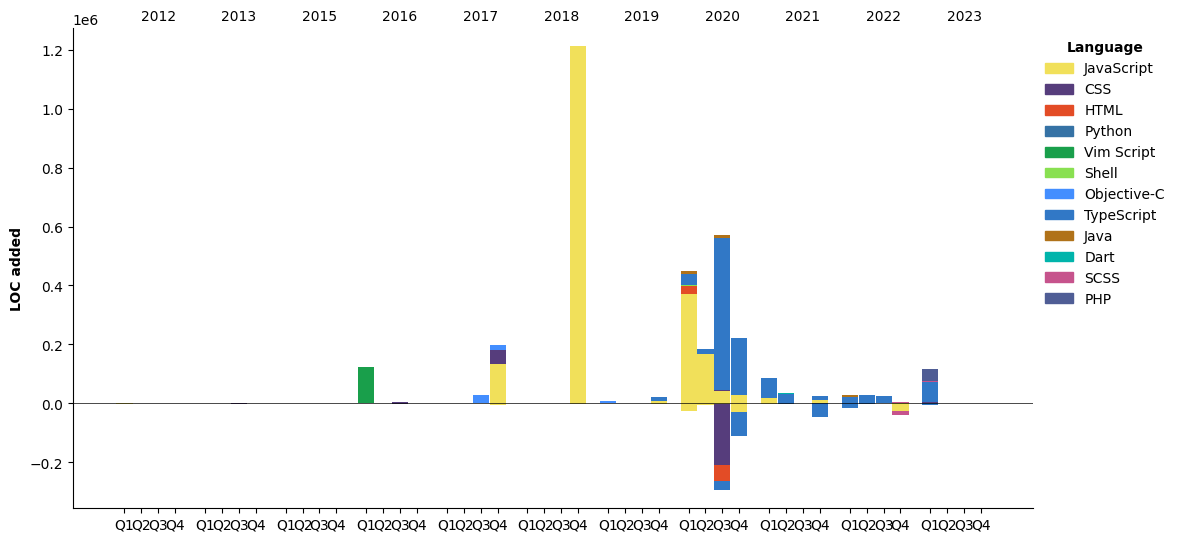 2012 2013 2015 2016 2017 2018 2019 2020 2021 2022 2023
1e6
Language
JavaScript
CSS
HTML
Python
Vim Script
Shell
Objective-C
TypeScript
Java
Dart
SCSS
PHP
LOC added
1.2
1.0
0.8
0.6
0.4
0.2
0.0
−0.2
Q1Q2Q3Q4 Q1Q2Q3Q4 Q1Q2Q3Q4 Q1Q2Q3Q4 Q1Q2Q3Q4 Q1Q2Q3Q4 Q1Q2Q3Q4 Q1Q2Q3Q4 Q1Q2Q3Q4 Q1Q2Q3Q4 Q1Q2Q3Q4